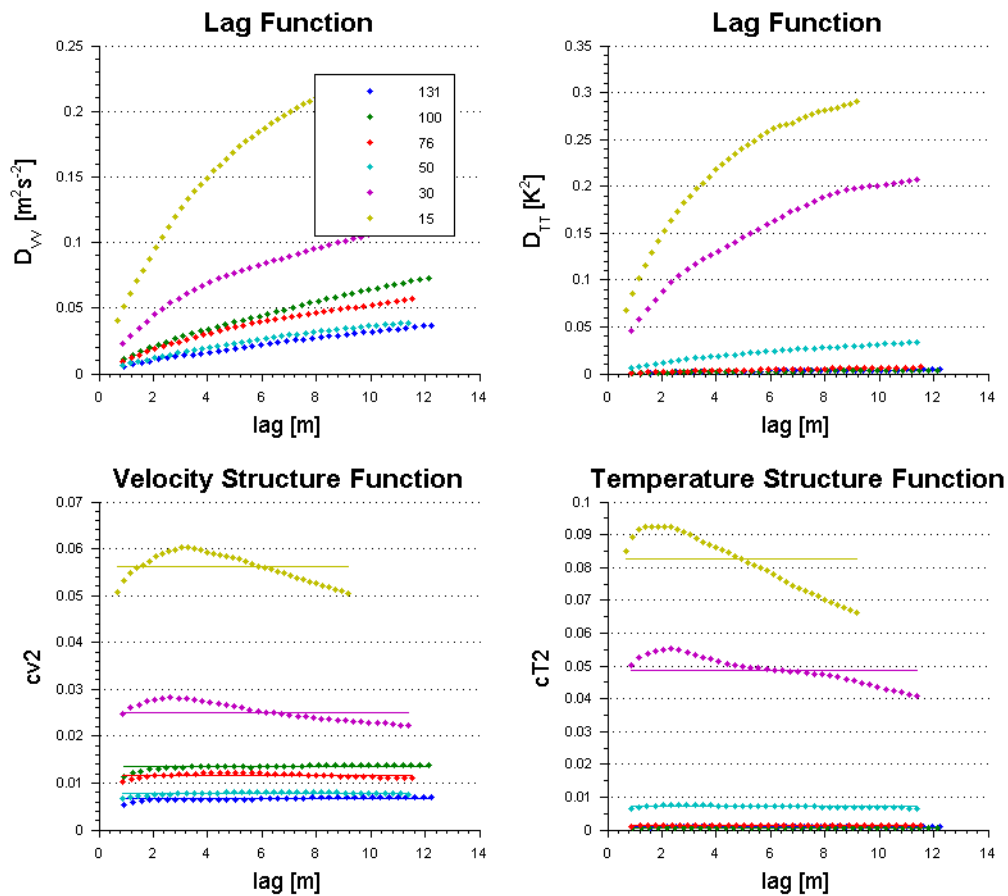 Lag Function
0.25
0.2
0.15
0.1
0.05
0
D_VV [m²s⁻²]
0 2 4 6 8 10 12 14
lag [m]
131
100
76
50
30
15
Lag Function
0.35
0.3
0.25
0.2
0.15
0.1
0.05
0
D_TT [K²]
0 2 4 6 8 10 12 14
lag [m]
Velocity Structure Function
0.07
0.06
0.05
0.04
0.03
0.02
0.01
0
cv2
0 2 4 6 8 10 12 14
lag [m]
Temperature Structure Function
0.1
0.09
0.08
0.07
0.06
0.05
0.04
0.03
0.02
0.01
0
cT2
0 2 4 6 8 10 12 14
lag [m]